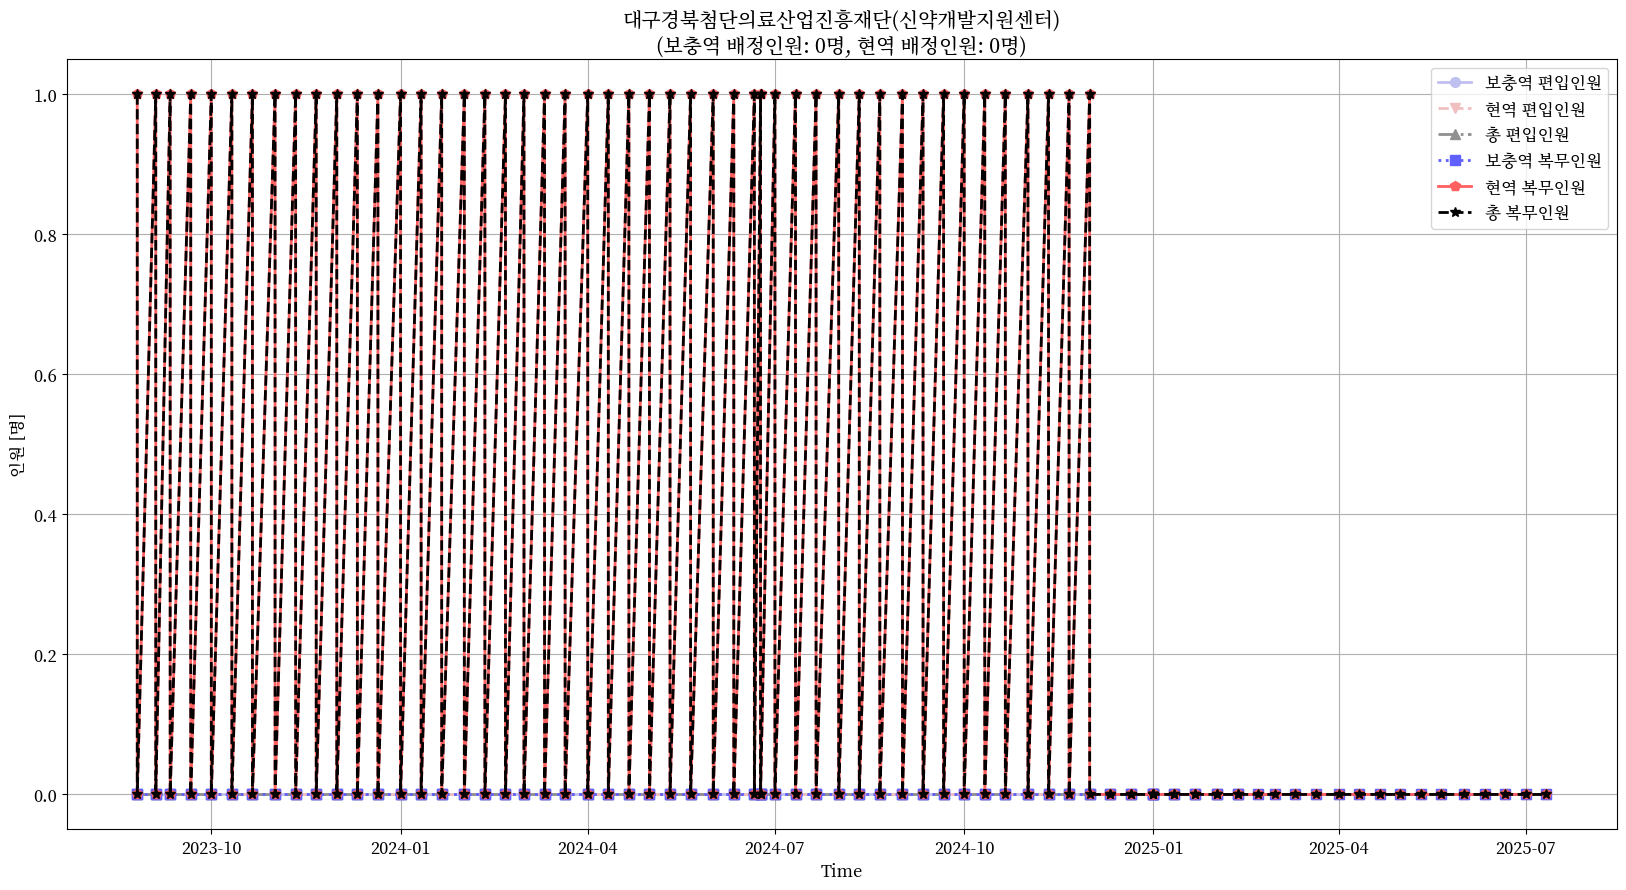 대구경북첨단의료산업진흥재단(신약개발지원센터)
(보충역 배정인원: 0명, 현역 배정인원: 0명)
보충역 편입인원
현역 편입인원
총 편입인원
보충역 복무인원
현역 복무인원
총 복무인원
인원 [명]
1.0
0.8
0.6
0.4
0.2
0.0
2023-10 2024-01 2024-04 2024-07 2024-10 2025-01 2025-04 2025-07
Time